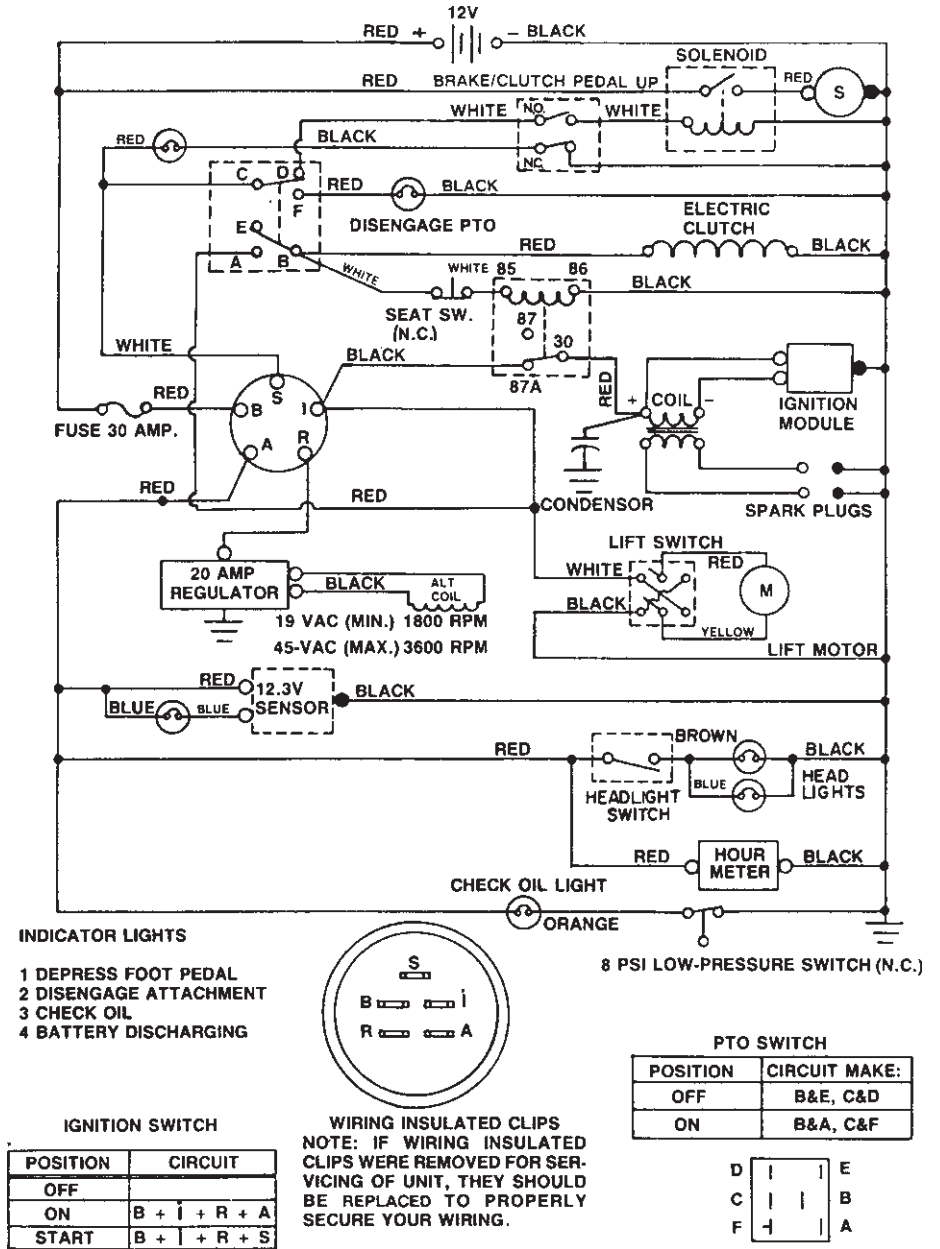 12V
RED + - BLACK
SOLENOID
RED BRAKE/CLUTCH PEDAL UP RED S
WHITE N.O. WHITE
RED BLACK
NC
C D RED BLACK
F
DISENGAGE PTO
E
A B RED ELECTRIC
CLUTCH BLACK
WHITE WHITE 85 86 BLACK
SEAT SW.
(N.C.)
87
30
87A
WHITE BLACK
S
RED B I
FUSE 30 AMP.
A R
RED + COIL -
IGNITION
MODULE
CONDENSOR
SPARK PLUGS
RED RED
LIFT SWITCH
WHITE RED
BLACK M
YELLOW
LIFT MOTOR
20 AMP
REGULATOR
BLACK ALT
COIL
19 VAC (MIN.) 1800 RPM
45-VAC (MAX.) 3600 RPM
RED 12.3V
SENSOR BLACK
BLUE BLUE
RED BROWN BLACK
BLUE HEAD
LIGHTS
HEADLIGHT
SWITCH
RED HOUR
METER BLACK
CHECK OIL LIGHT
ORANGE
8 PSI LOW-PRESSURE SWITCH (N.C.)
INDICATOR LIGHTS
1 DEPRESS FOOT PEDAL
2 DISENGAGE ATTACHMENT
3 CHECK OIL
4 BATTERY DISCHARGING
S
B i
R A
WIRING INSULATED CLIPS
NOTE: IF WIRING INSULATED
CLIPS WERE REMOVED FOR SER-
VICING OF UNIT, THEY SHOULD
BE REPLACED TO PROPERLY
SECURE YOUR WIRING.
IGNITION SWITCH
POSITION CIRCUIT
OFF
ON B + i + R + A
START B + i + R + S
PTO SWITCH
POSITION CIRCUIT MAKE:
OFF B&E, C&D
ON B&A, C&F
D E
C B
F A